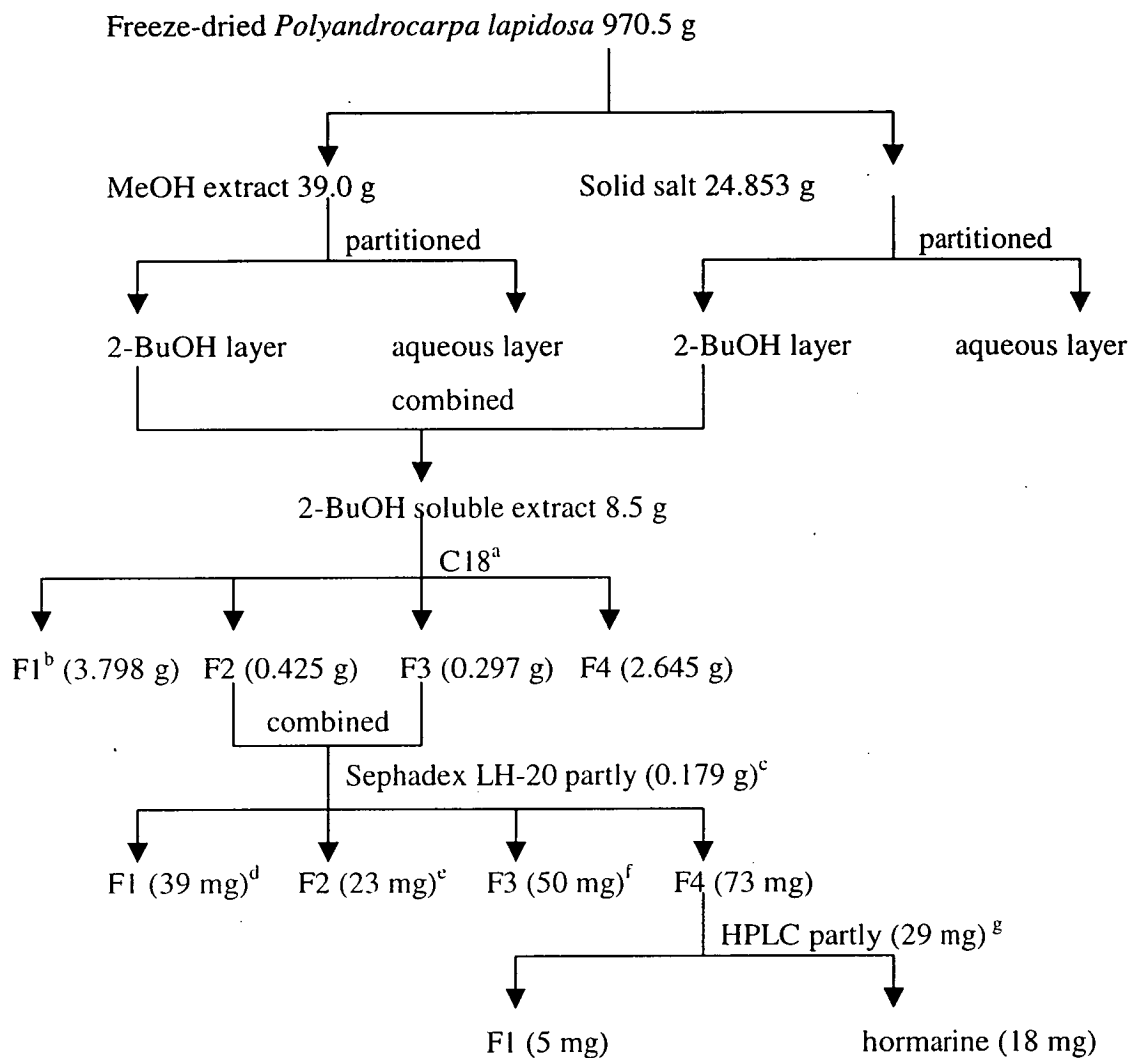 Freeze-dried Polyandrocarpa lapidosa 970.5 g
MeOH extract 39.0 g
Solid salt 24.853 g
partitioned
partitioned
2-BuOH layer
aqueous layer
2-BuOH layer
aqueous layer
combined
2-BuOH soluble extract 8.5 g
C18a
F1b (3.798 g)
F2 (0.425 g)
F3 (0.297 g)
F4 (2.645 g)
combined
Sephadex LH-20 partly (0.179 g)c
F1 (39 mg)d
F2 (23 mg)e
F3 (50 mg)f
F4 (73 mg)
HPLC partly (29 mg) g
F1 (5 mg)
hormarine (18 mg)